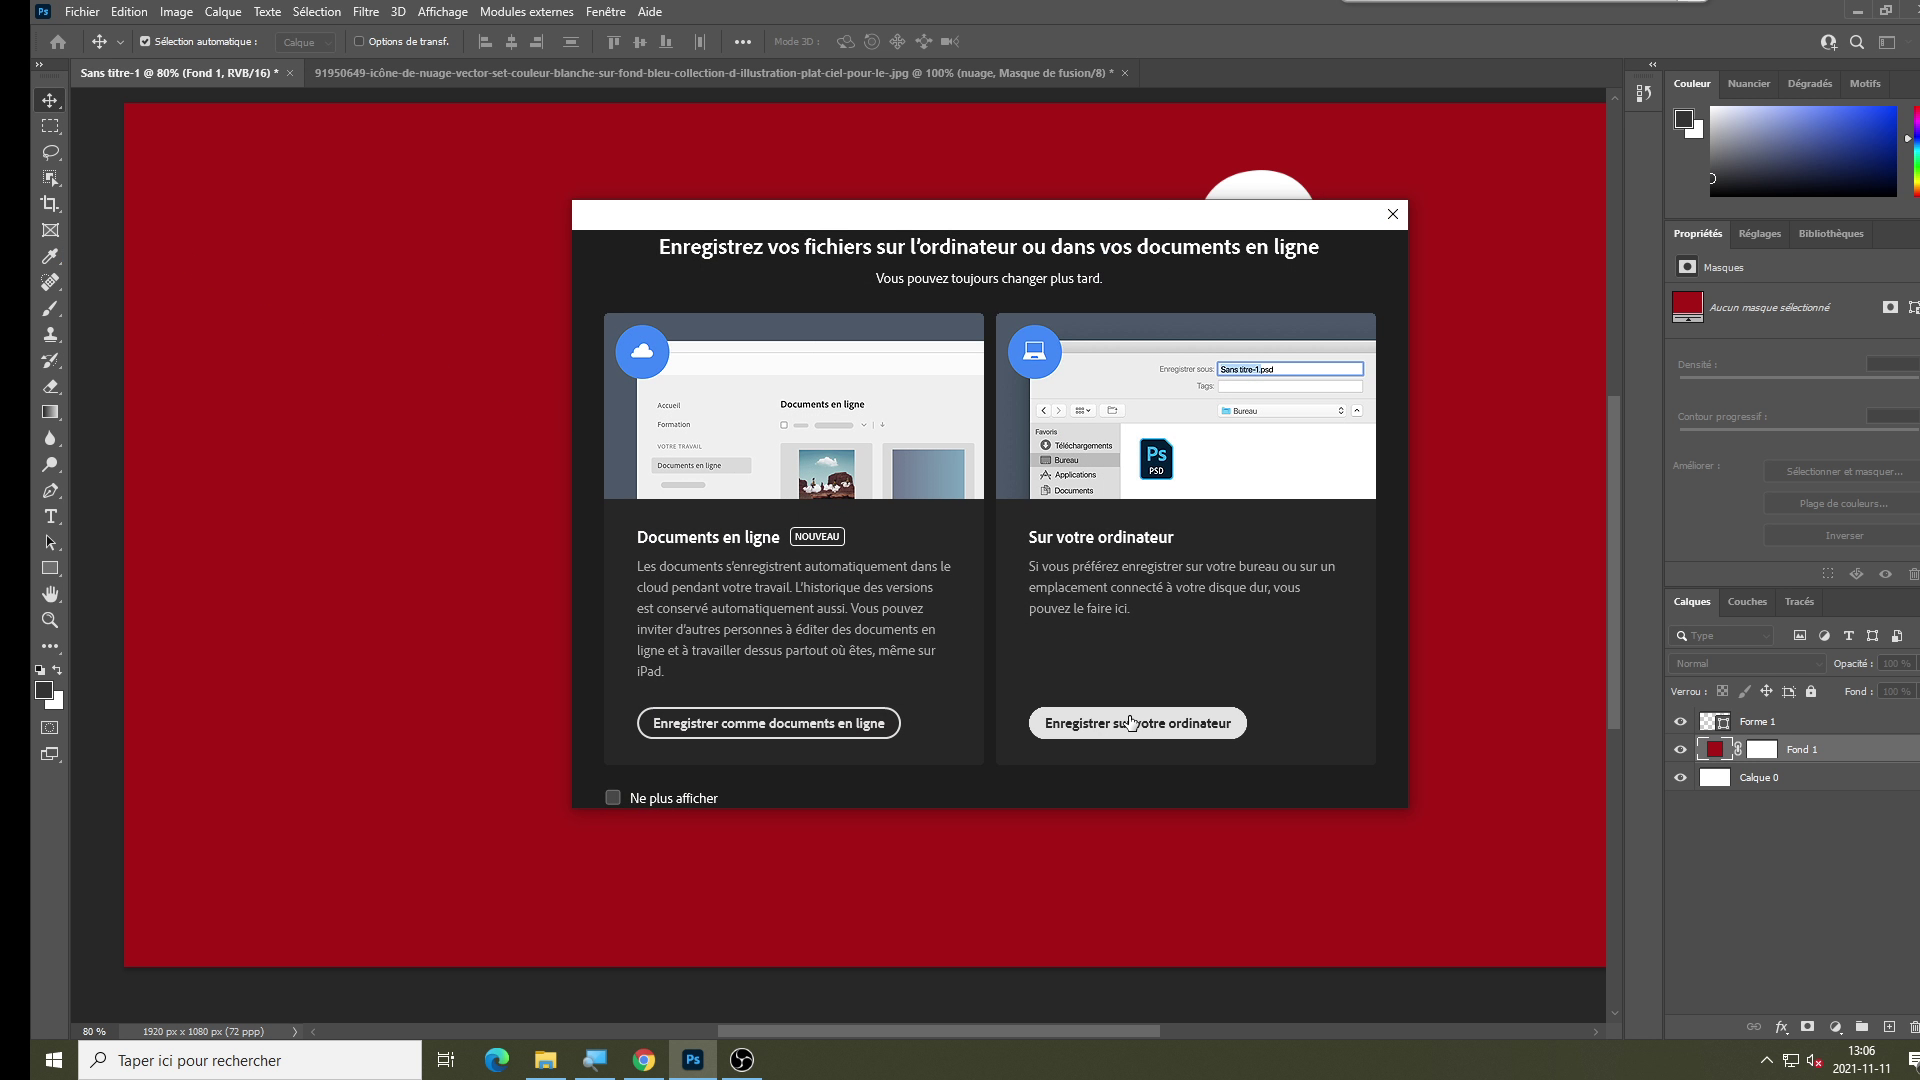 Ps Fichier Edition Image Calque Texte Sélection Filtre 3D Affichage Modules externes Fenêtre Aide
Sélection automatique : Calque Options de transf. Mode 3D :
Sans titre-1 @ 80% (Fond 1, RVB/16) *
91950649-icône-de-nuage-vector-set-couleur-blanche-sur-fond-bleu-collection-d-illustration-plat-ciel-pour-le-.jpg @ 100% (nuage, Masque de fusion/8) *
Couleur Nuancier Dégradés Motifs
Propriétés Réglages Bibliothèques
Masques
Aucun masque sélectionné
Densité :
Contour progressif :
Améliorer :
Sélectionner et masquer...
Plage de couleurs...
Inverser
Calques Couches Tracés
Type
Normal Opacité : 100 %
Verrou : Fond : 100 %
Forme 1
Fond 1
Calque 0
Enregistrez vos fichiers sur l'ordinateur ou dans vos documents en ligne
Vous pouvez toujours changer plus tard.
Accueil
Formation
VOTRE TRAVAIL
Documents en ligne
Documents en ligne
Documents en ligne NOUVEAU
Les documents s'enregistrent automatiquement dans le
cloud pendant votre travail. L'historique des versions
est conservé automatiquement aussi. Vous pouvez
inviter d'autres personnes à éditer des documents en
ligne et à travailler dessus partout où êtes, même sur
iPad.
Enregistrer comme documents en ligne
Enregistrer sous: Sans titre-1.psd
Tags:
Bureau
Favoris
Téléchargements
Bureau
Applications
Documents
Ps
PSD
Sur votre ordinateur
Si vous préférez enregistrer sur votre bureau ou sur un
emplacement connecté à votre disque dur, vous
pouvez le faire ici.
Enregistrer sur votre ordinateur
Ne plus afficher
80 % 1920 px x 1080 px (72 ppp)
Taper ici pour rechercher
Ps
13:06
2021-11-11